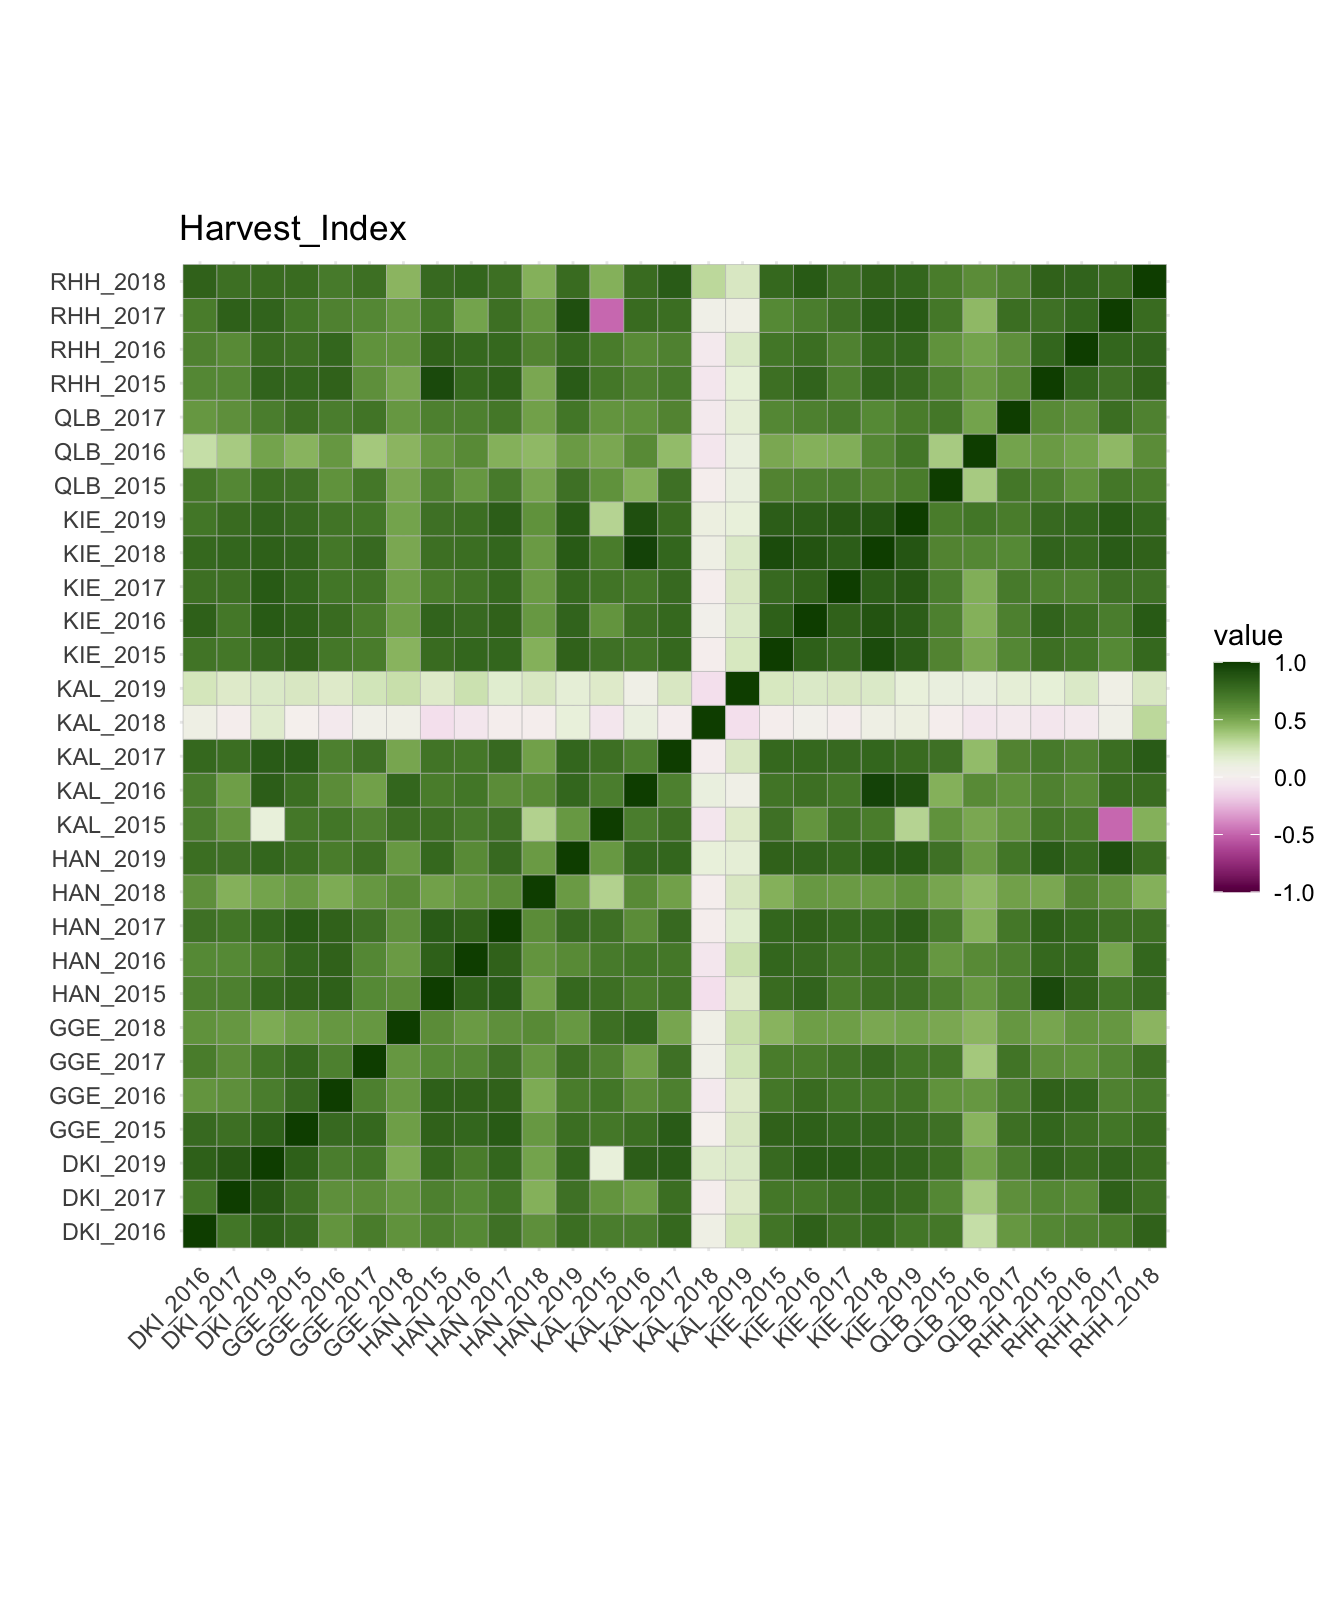 Harvest_Index
RHH_2018
RHH_2017
RHH_2016
RHH_2015
QLB_2017
QLB_2016
QLB_2015
KIE_2019
KIE_2018
KIE_2017
KIE_2016
KIE_2015
KAL_2019
KAL_2018
KAL_2017
KAL_2016
KAL_2015
HAN_2019
HAN_2018
HAN_2017
HAN_2016
HAN_2015
GGE_2018
GGE_2017
GGE_2016
GGE_2015
DKI_2019
DKI_2017
DKI_2016
DKI_2016
DKI_2017
DKI_2019
GGE_2015
GGE_2016
GGE_2017
GGE_2018
HAN_2015
HAN_2016
HAN_2017
HAN_2018
HAN_2019
KAL_2015
KAL_2016
KAL_2017
KAL_2018
KAL_2019
KIE_2015
KIE_2016
KIE_2017
KIE_2018
KIE_2019
QLB_2015
QLB_2016
QLB_2017
RHH_2015
RHH_2016
RHH_2017
RHH_2018
value
1.0
0.5
0.0
-0.5
-1.0